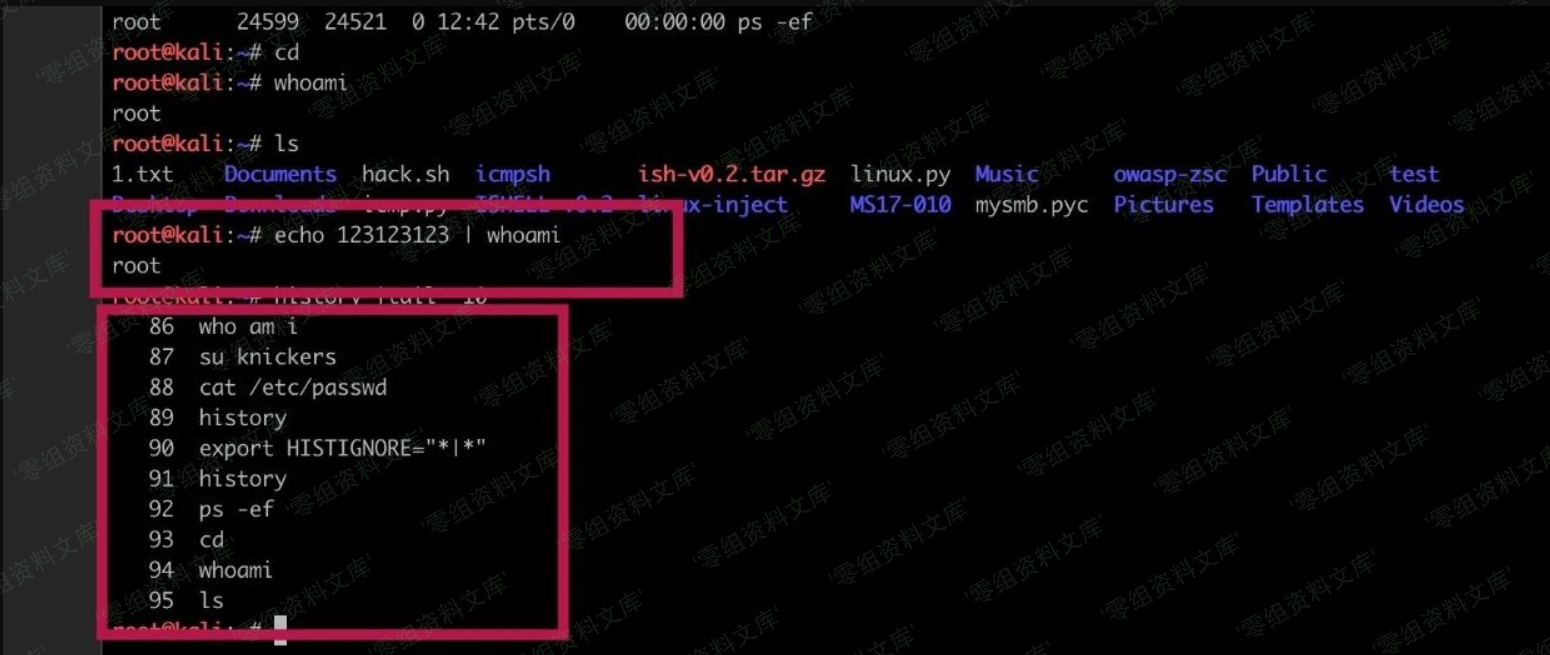 root      24599  24521  0 12:42 pts/0    00:00:00 ps -ef
root@kali:~# cd
root@kali:~# whoami
root
root@kali:~# ls
1.txt    Documents  hack.sh  icmpsh       ish-v0.2.tar.gz  linux.py  Music      owasp-zsc  Public     test
Desktop  Downloads  icmp.py  ISHELL-v0.2  linux-inject     MS17-010  mysmb.pyc  Pictures   Templates  Videos
root@kali:~# echo 123123123 | whoami
root
root@kali:~# history |tail -10
86  who am i
87  su knickers
88  cat /etc/passwd
89  history
90  export HISTIGNORE="*|*"
91  history
92  ps -ef
93  cd
94  whoami
95  ls
root@kali:~#
'零组资料文库'